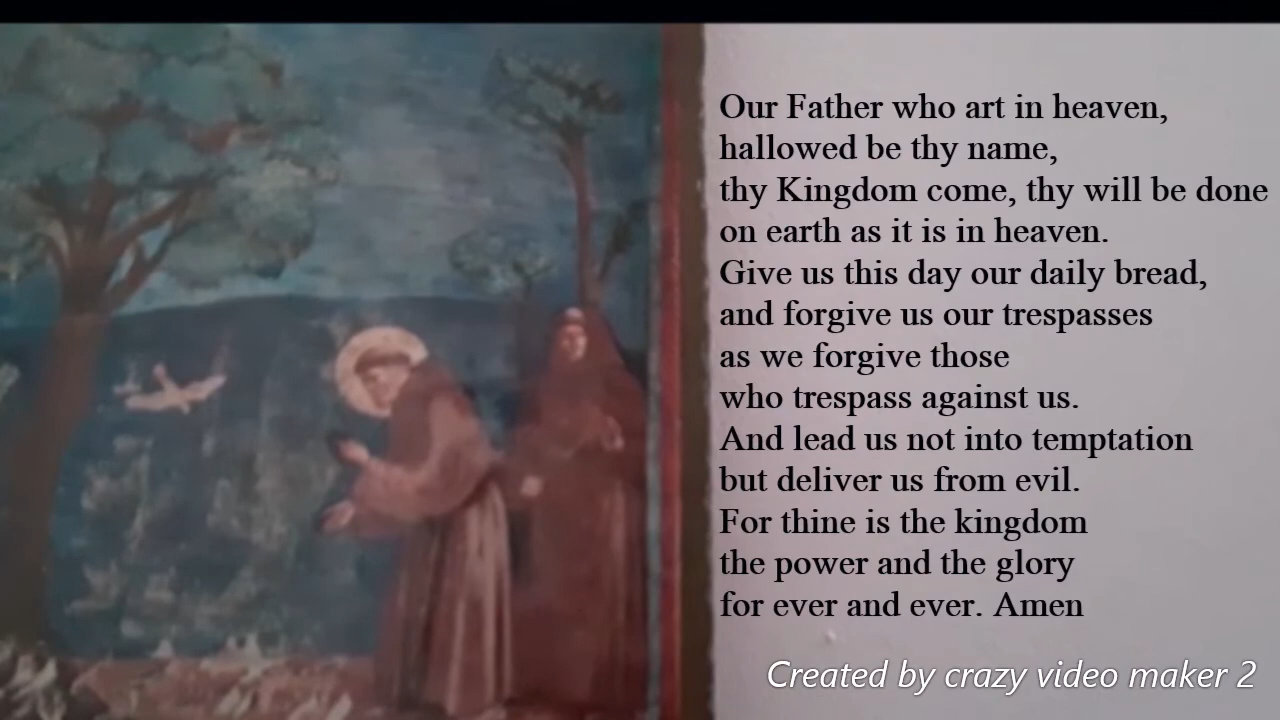 Our Father who art in heaven,
hallowed be thy name,
thy Kingdom come, thy will be done
on earth as it is in heaven.
Give us this day our daily bread,
and forgive us our trespasses
as we forgive those
who trespass against us.
And lead us not into temptation
but deliver us from evil.
For thine is the kingdom
the power and the glory
for ever and ever. Amen
Created by crazy video maker 2